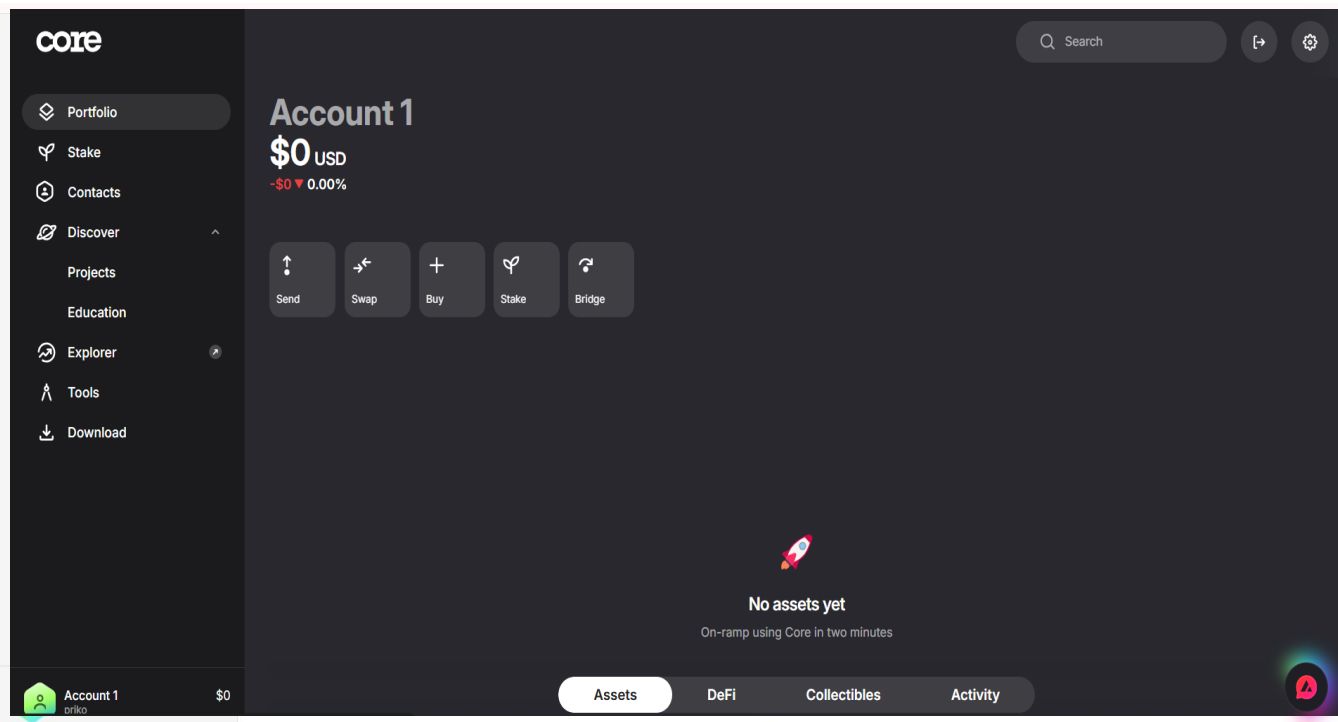 core
Search
Portfolio
Stake
Contacts
Discover
Projects
Education
Explorer
Tools
Download
Account 1
$0 USD
-$0 0.00%
Send
Swap
Buy
Stake
Bridge
No assets yet
On-ramp using Core in two minutes
Assets DeFi Collectibles Activity
Account 1 $0
priko